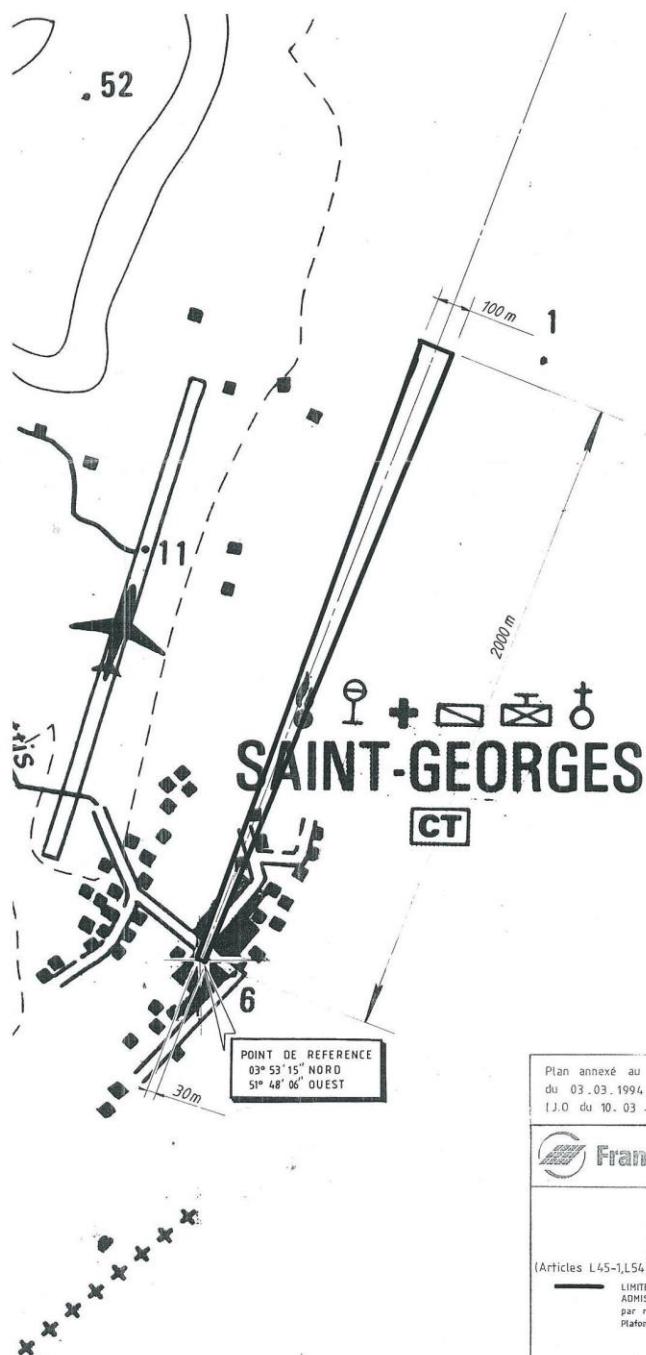 52
100 m
1
11
2000 m
SAINT-GEORGES
CT
6
POINT DE REFERENCE
03° 53' 15" NORD
51° 48' 06" OUEST
30m
Plan annexé au
du 03.03.1994
(J.O du 10. 03 .
Fran
(Articles L45-1,L54
LIMITE
ADMIS
par r
Plafon